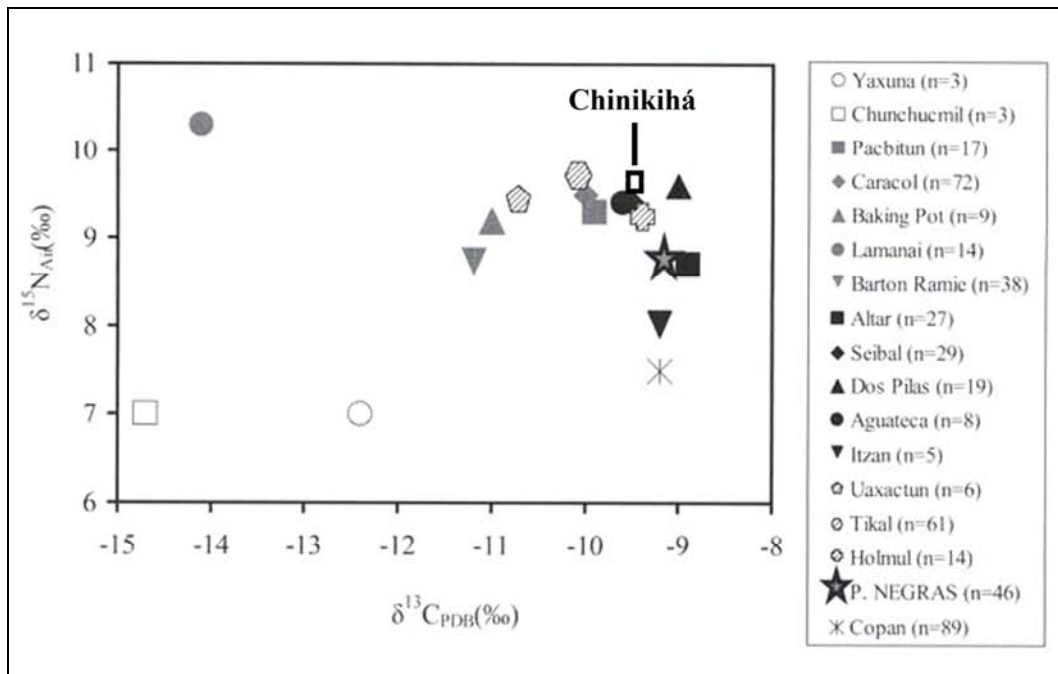 11
10
9
8
7
6
-15
-14
-13
-12
-11
-10
-9
-8
δ15NAir(‰)
δ13CPDB(‰)
Chinikihá
Yaxuna (n=3)
Chunchucmil (n=3)
Pacbitun (n=17)
Caracol (n=72)
Baking Pot (n=9)
Lamanai (n=14)
Barton Ramie (n=38)
Altar (n=27)
Seibal (n=29)
Dos Pilas (n=19)
Aguateca (n=8)
Itzan (n=5)
Uaxactun (n=6)
Tikal (n=61)
Holmul (n=14)
P. NEGRAS (n=46)
Copan (n=89)